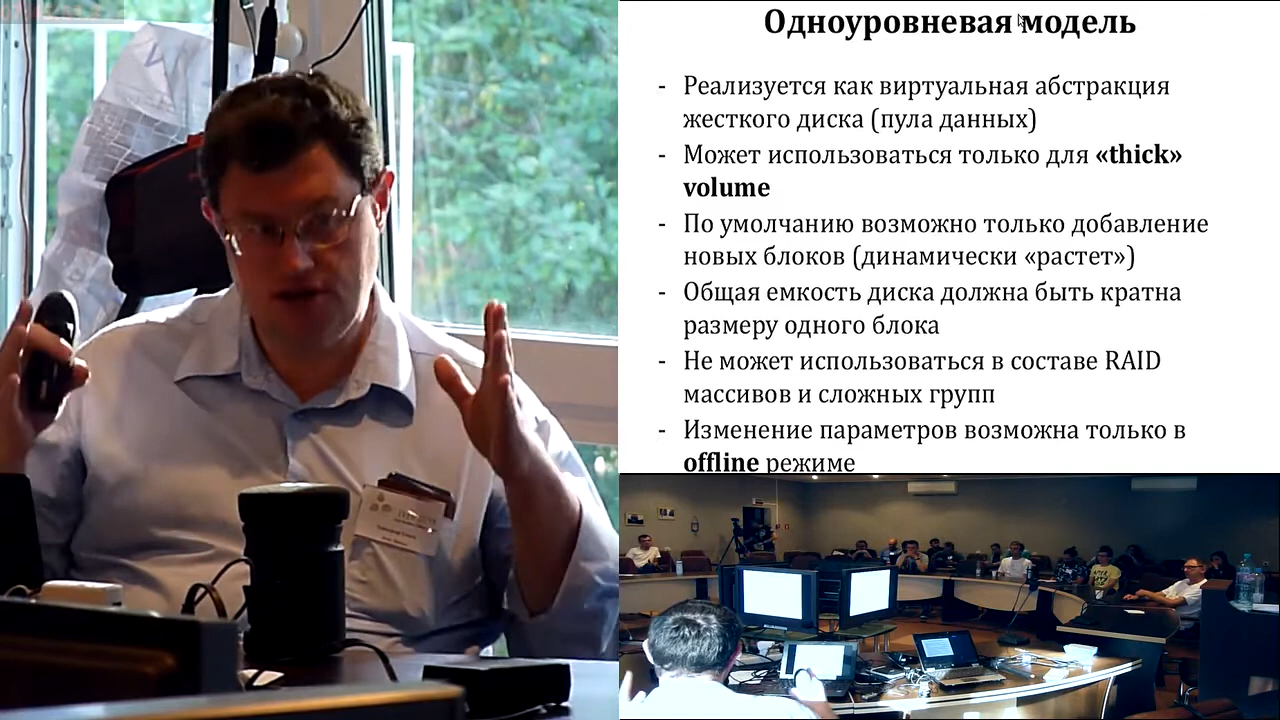 Одноуровневая модель
- Реализуется как виртуальная абстракция
жесткого диска (пула данных)
- Может использоваться только для «thick»
volume
- По умолчанию возможно только добавление
новых блоков (динамически «растет»)
- Общая емкость диска должна быть кратна
размеру одного блока
- Не может использоваться в составе RAID
массивов и сложных групп
- Изменение параметров возможна только в
offline режиме